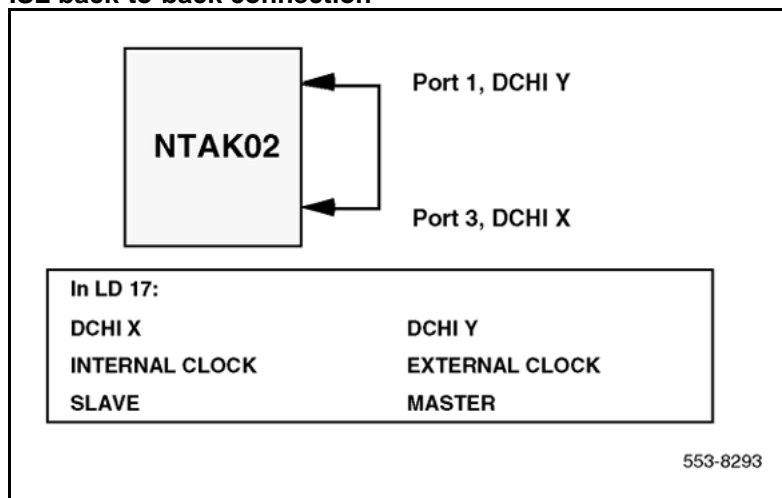 ISL back-to-back connection
NTAK02
Port 1, DCHI Y
Port 3, DCHI X
In LD 17:
DCHI X DCHI Y
INTERNAL CLOCK EXTERNAL CLOCK
SLAVE MASTER
553-8293